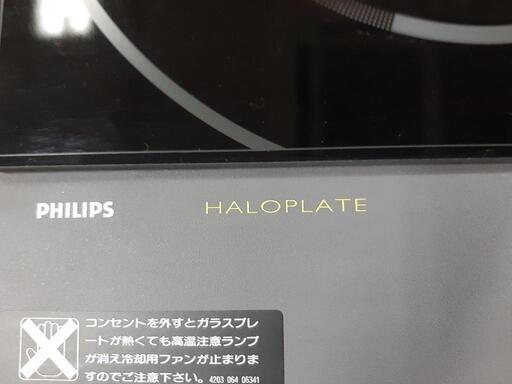 PHILIPS HALOPLATE
コンセントを外すとガラスプレ
ートが熱くても高温注意ランプ
が消え冷却用ファンが止まりま
すのでご注意下さい。 4203 064 06341